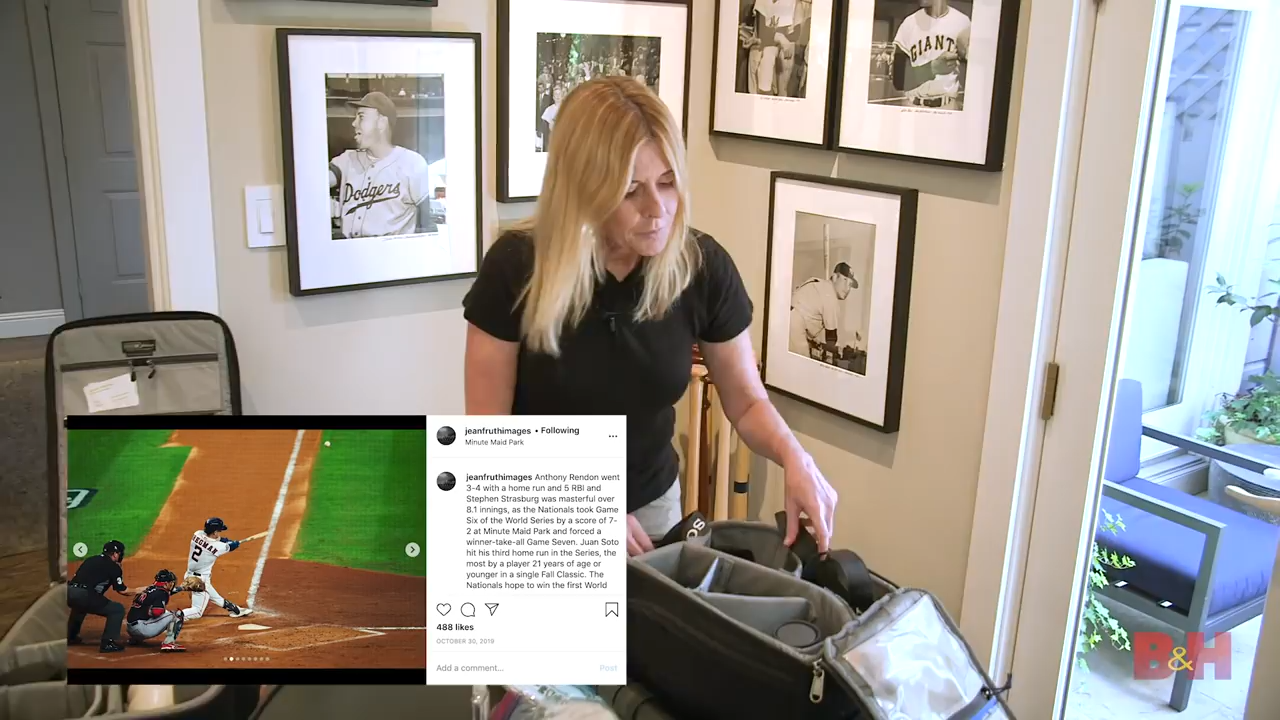 Dodgers
GIANT
jeanfruthimages • Following
Minute Maid Park
jeanfruthimages Anthony Rendon went
3-4 with a home run and 5 RBI and
Stephen Strasburg was masterful over
8.1 innings, as the Nationals took Game
Six of the World Series by a score of 7-
2 at Minute Maid Park and forced a
winner-take-all Game Seven. Juan Soto
hit his third home run in the Series, the
most by a player 21 years of age or
younger in a single Fall Classic. The
Nationals hope to win the first World
BREGMAN
2
488 likes
OCTOBER 30, 2019
Add a comment...
Post
SO
B&H